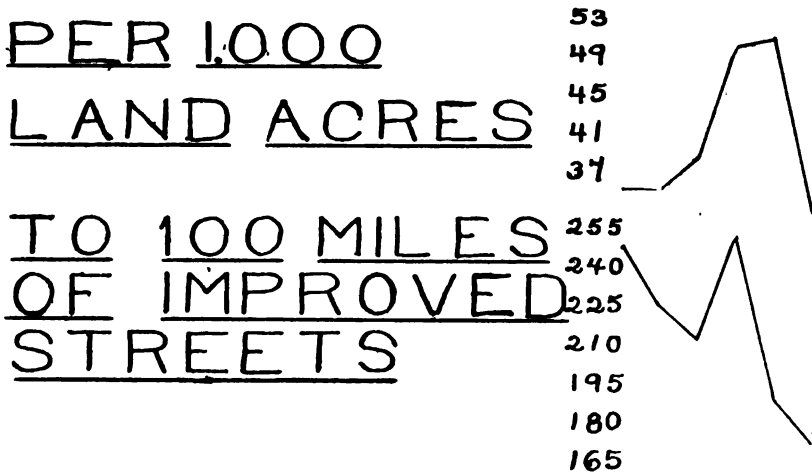 PER 1.000
LAND ACRES
53
49
45
41
37
TO 100 MILES
OF IMPROVED
STREETS
255
240
225
210
195
180
165